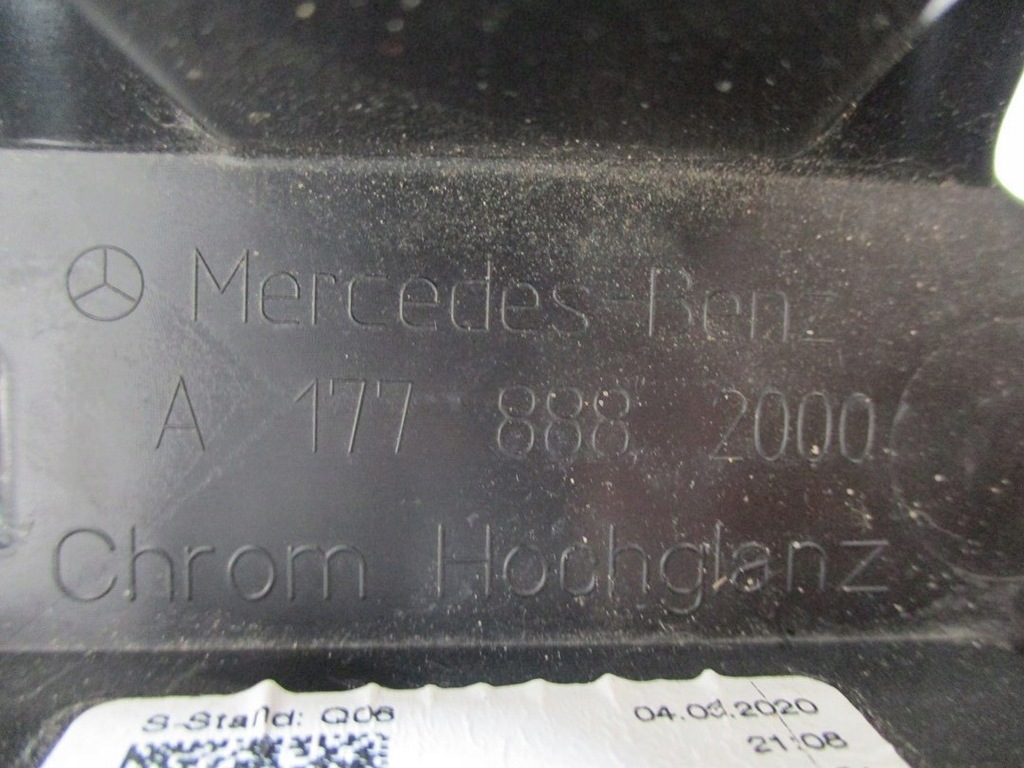 Mercedes-Benz
A 177 888 2000
Chrom Hochglanz
S-Stand: Q06
04.03.2020
21:08